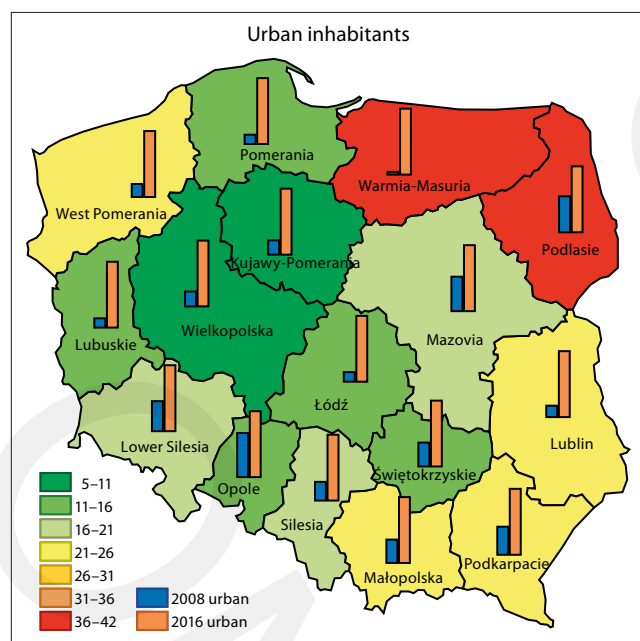 Urban inhabitants
Pomerania
Warmia-Masuria
West Pomerania
Podlasie
Kujawy-Pomerania
Wielkopolska
Mazovia
Lubuskie
Łódź
Lower Silesia
Lublin
Świętokrzyskie
Opole
Silesia
Podkarpacie
Małopolska
5–11
11–16
16–21
21–26
26–31
31–36
36–42
2008 urban
2016 urban